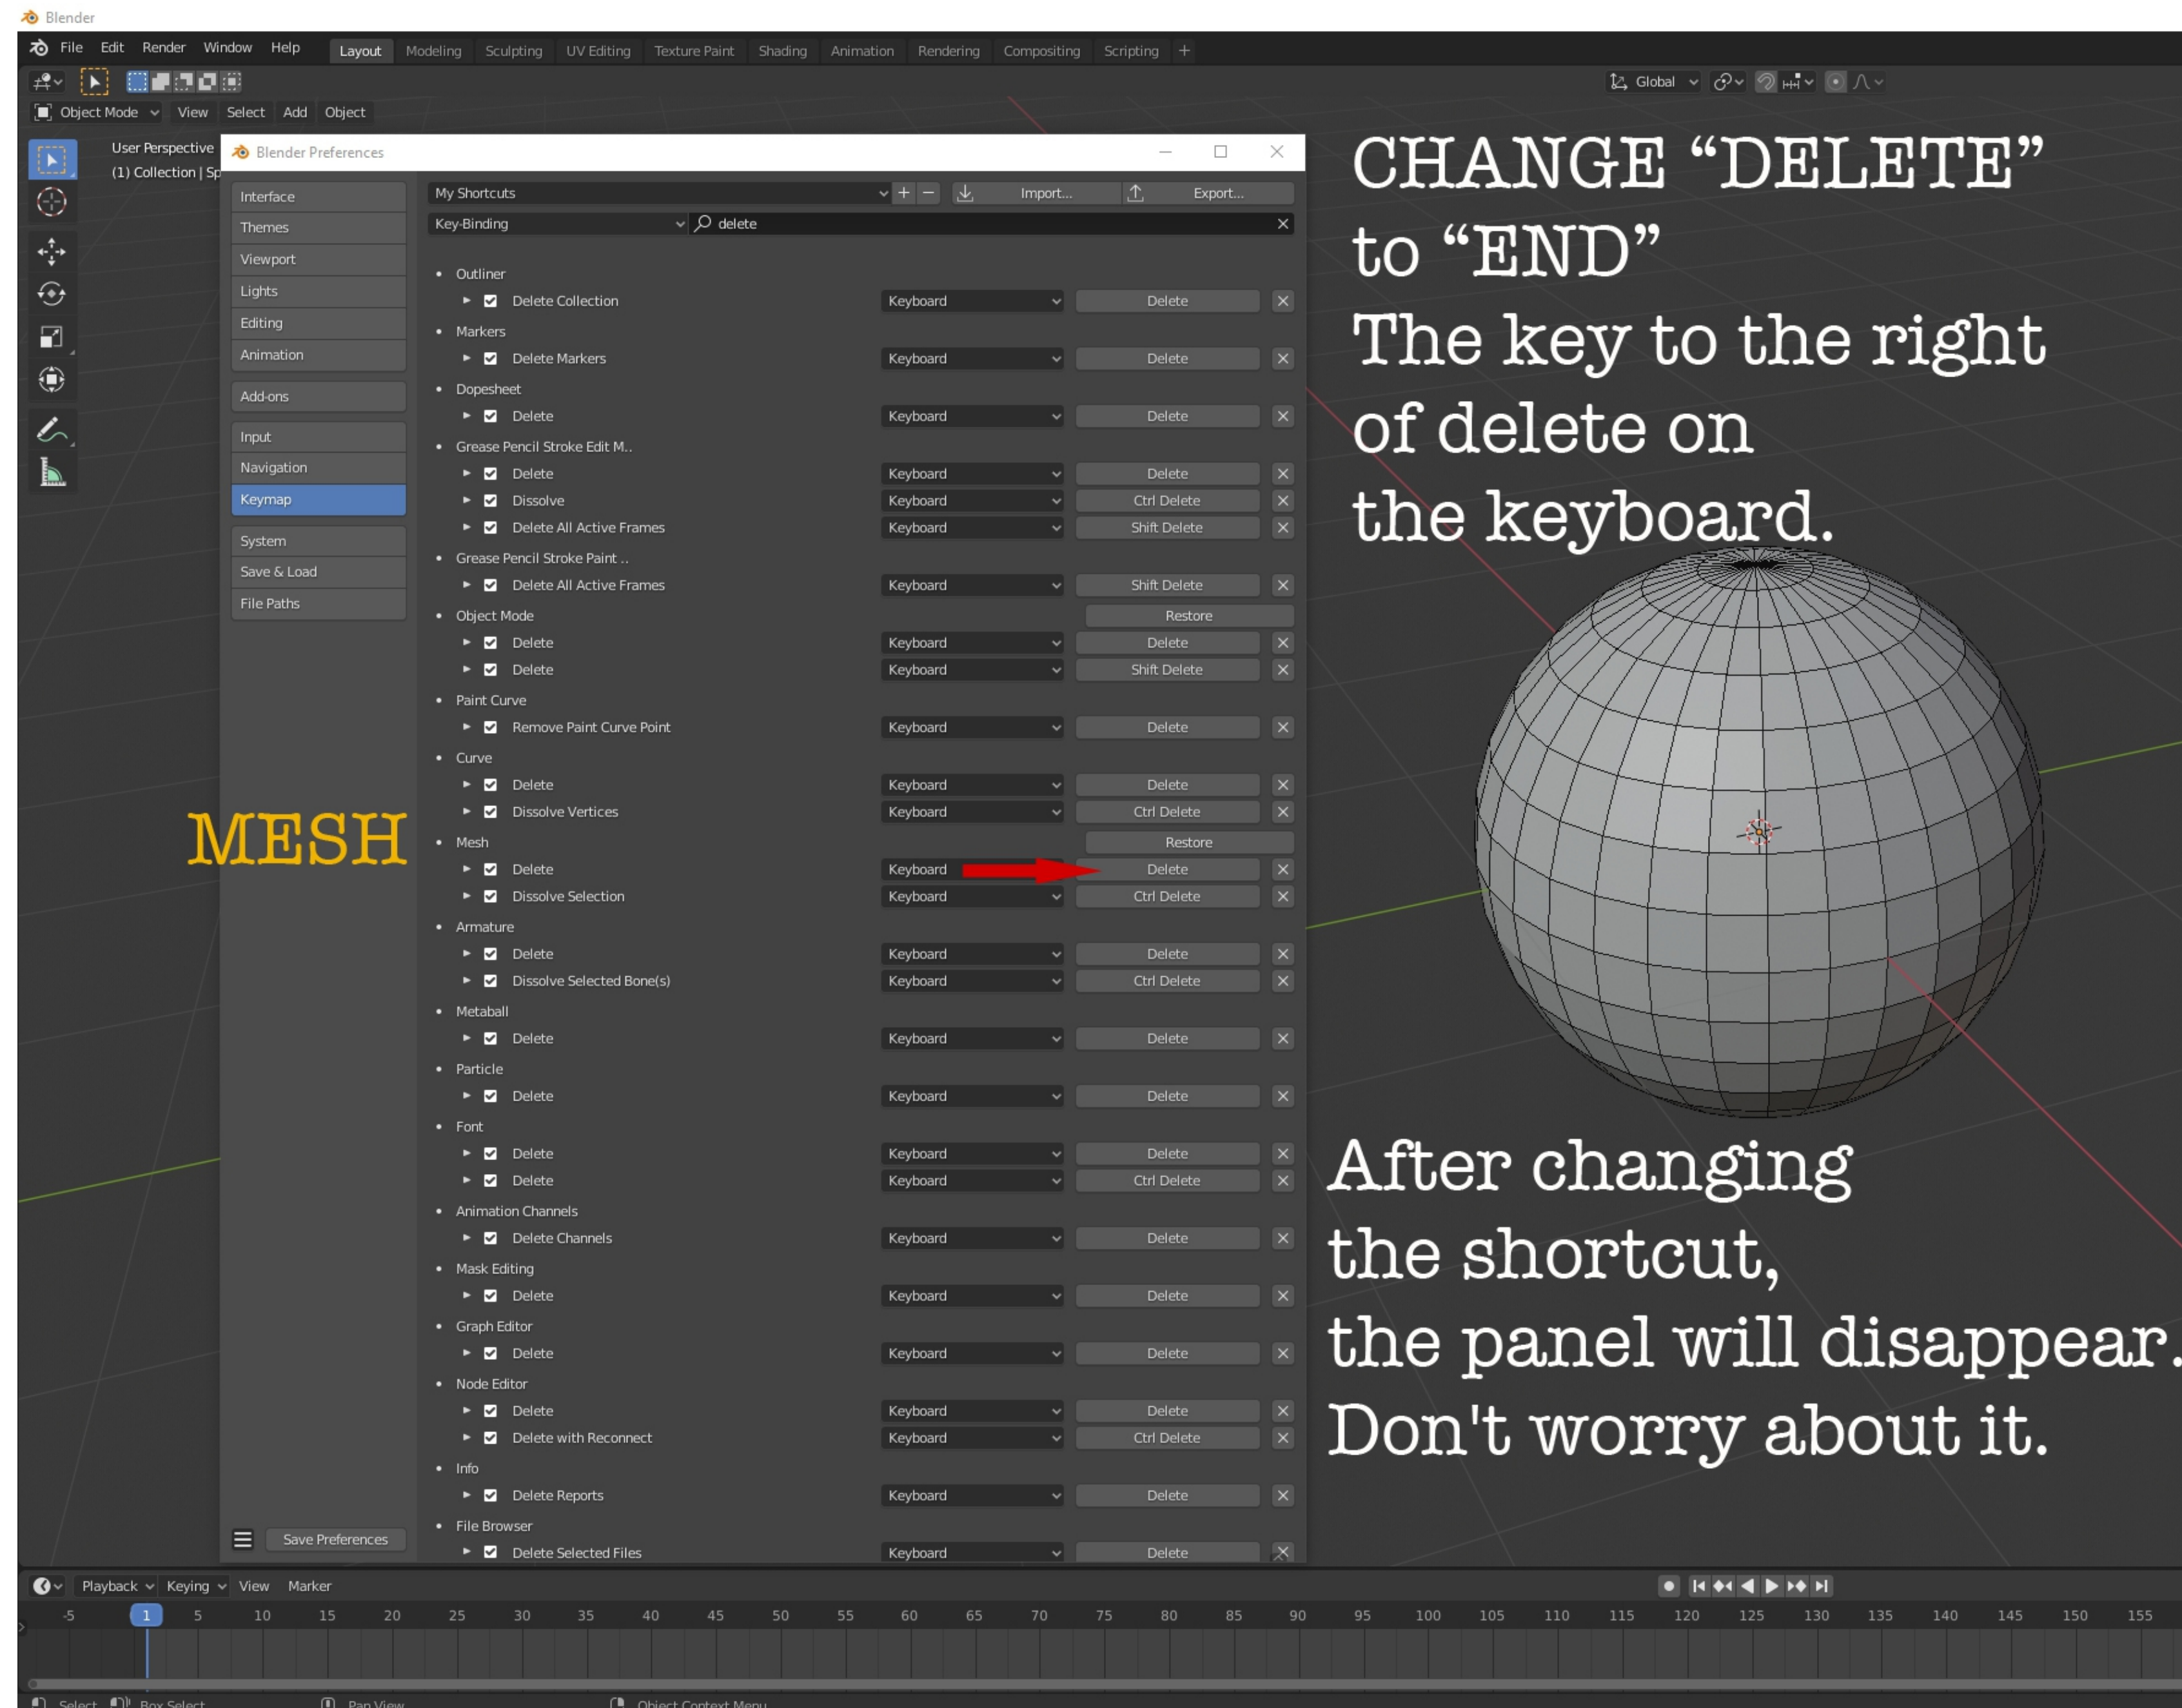 Blender
File Edit Render Window Help Layout Modeling Sculpting UV Editing Texture Paint Shading Animation Rendering Compositing Scripting +
Global
Object Mode View Select Add Object
User Perspective
(1) Collection | Sp
Blender Preferences
Interface
Themes
Viewport
Lights
Editing
Animation
Add-ons
Input
Navigation
Keymap
System
Save & Load
File Paths
Save Preferences
My Shortcuts + − Import... Export...
Key-Binding delete
Outliner
Delete Collection Keyboard Delete
Markers
Delete Markers Keyboard Delete
Dopesheet
Delete Keyboard Delete
Grease Pencil Stroke Edit M..
Delete Keyboard Delete
Dissolve Keyboard Ctrl Delete
Delete All Active Frames Keyboard Shift Delete
Grease Pencil Stroke Paint ..
Delete All Active Frames Keyboard Shift Delete
Object Mode Restore
Delete Keyboard Delete
Delete Keyboard Shift Delete
Paint Curve
Remove Paint Curve Point Keyboard Delete
Curve
Delete Keyboard Delete
Dissolve Vertices Keyboard Ctrl Delete
MESH
Mesh Restore
Delete Keyboard Delete
Dissolve Selection Keyboard Ctrl Delete
Armature
Delete Keyboard Delete
Dissolve Selected Bone(s) Keyboard Ctrl Delete
Metaball
Delete Keyboard Delete
Particle
Delete Keyboard Delete
Font
Delete Keyboard Delete
Delete Keyboard Ctrl Delete
Animation Channels
Delete Channels Keyboard Delete
Mask Editing
Delete Keyboard Delete
Graph Editor
Delete Keyboard Delete
Node Editor
Delete Keyboard Delete
Delete with Reconnect Keyboard Ctrl Delete
Info
Delete Reports Keyboard Delete
File Browser
Delete Selected Files Keyboard Delete
CHANGE “DELETE”
to “END”
The key to the right
of delete on
the keyboard.
After changing
the shortcut,
the panel will disappear.
Don't worry about it.
Playback Keying View Marker
-5 1 5 10 15 20 25 30 35 40 45 50 55 60 65 70 75 80 85 90 95 100 105 110 115 120 125 130 135 140 145 150 155
Select Box Select Pan View Object Context Menu